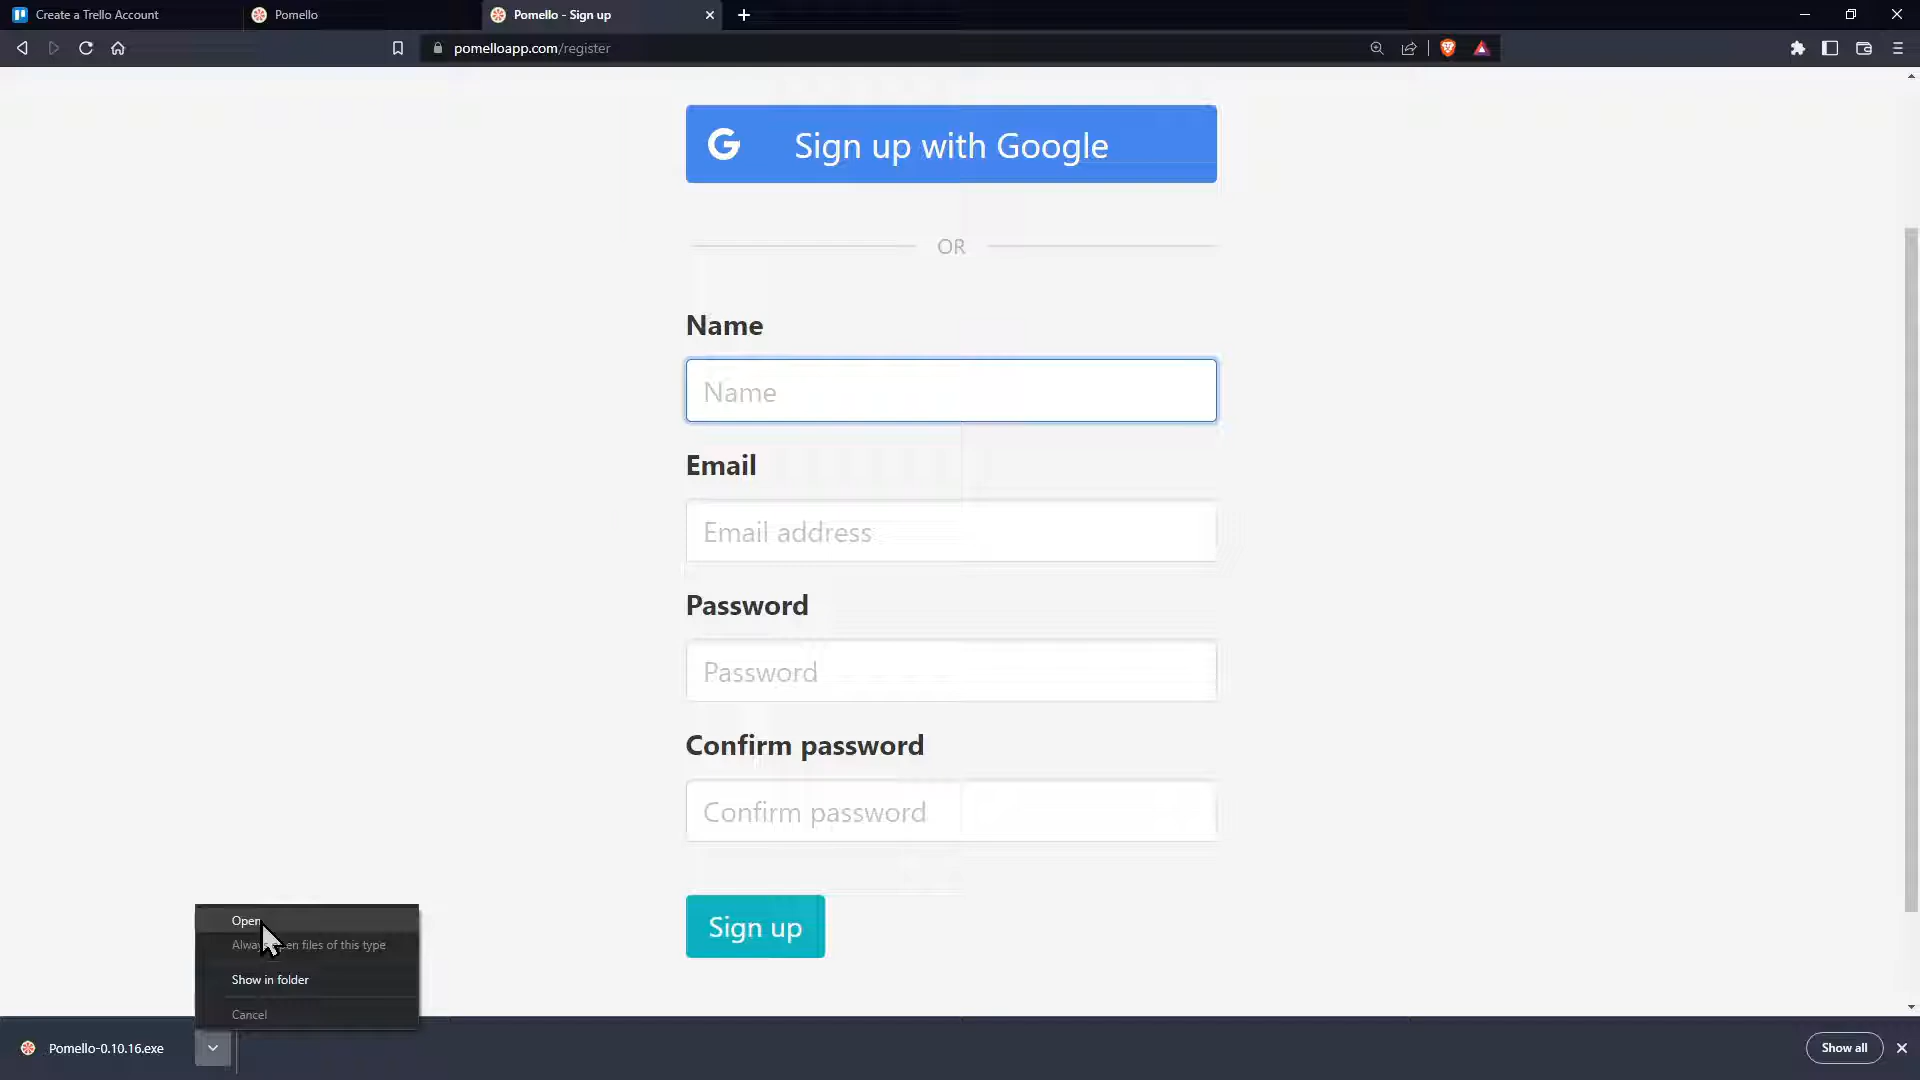 Create a Trello Account
Pomello
Pomello - Sign up
pomelloapp.com/register
Sign up with Google
OR
Name
Name
Email
Email address
Password
Password
Confirm password
Confirm password
Sign up
Open
files of this type
Show in folder
Cancel
Pomello-0.10.16.exe
Show all